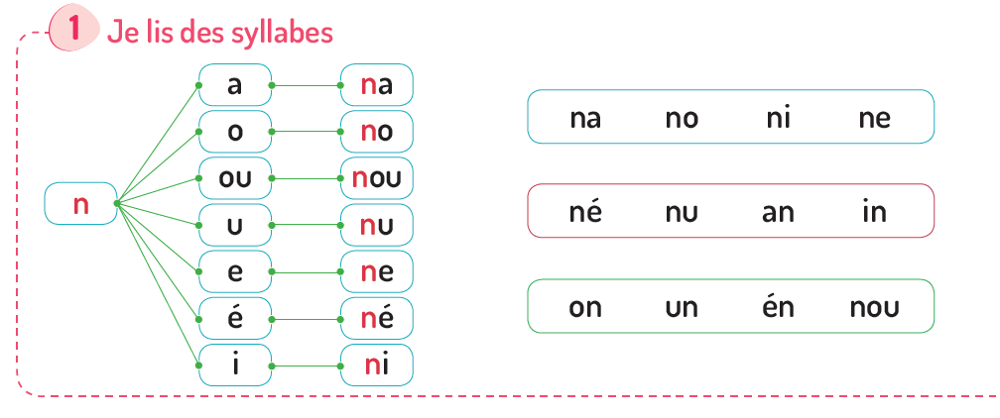 1 Je lis des syllabes
a na
o no
ou nou
n
u nu
e ne
é né
i ni
na no ni ne
né nu an in
on un én nou